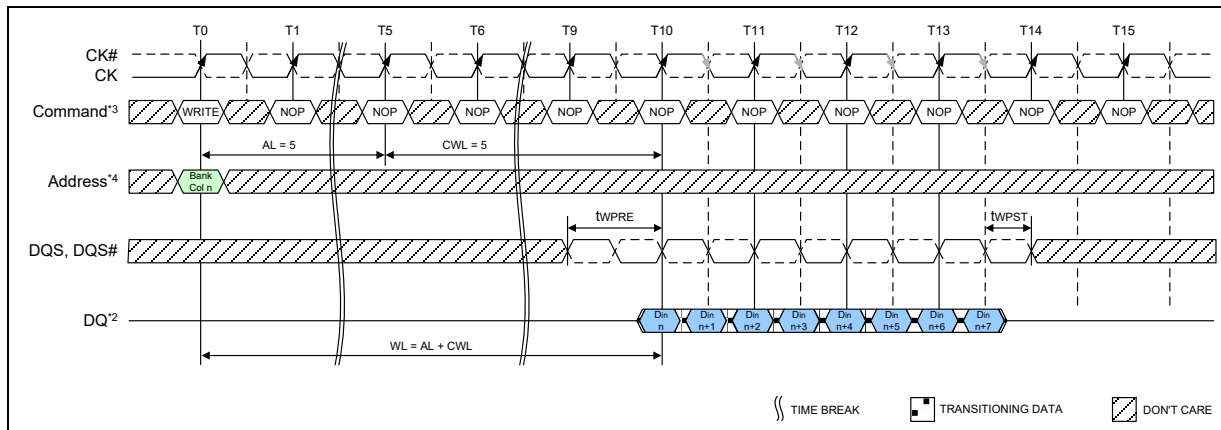 T0 T1 T5 T6 T9 T10 T11 T12 T13 T14 T15
CK#
CK
Command*3 WRITE NOP NOP NOP NOP NOP NOP NOP NOP NOP NOP
AL = 5 CWL = 5
Address*4 Bank
Col n
tWPRE tWPST
DQS, DQS#
DQ*2 Din
n Din
n+1 Din
n+2 Din
n+3 Din
n+4 Din
n+5 Din
n+6 Din
n+7
WL = AL + CWL
TIME BREAK TRANSITIONING DATA DON'T CARE